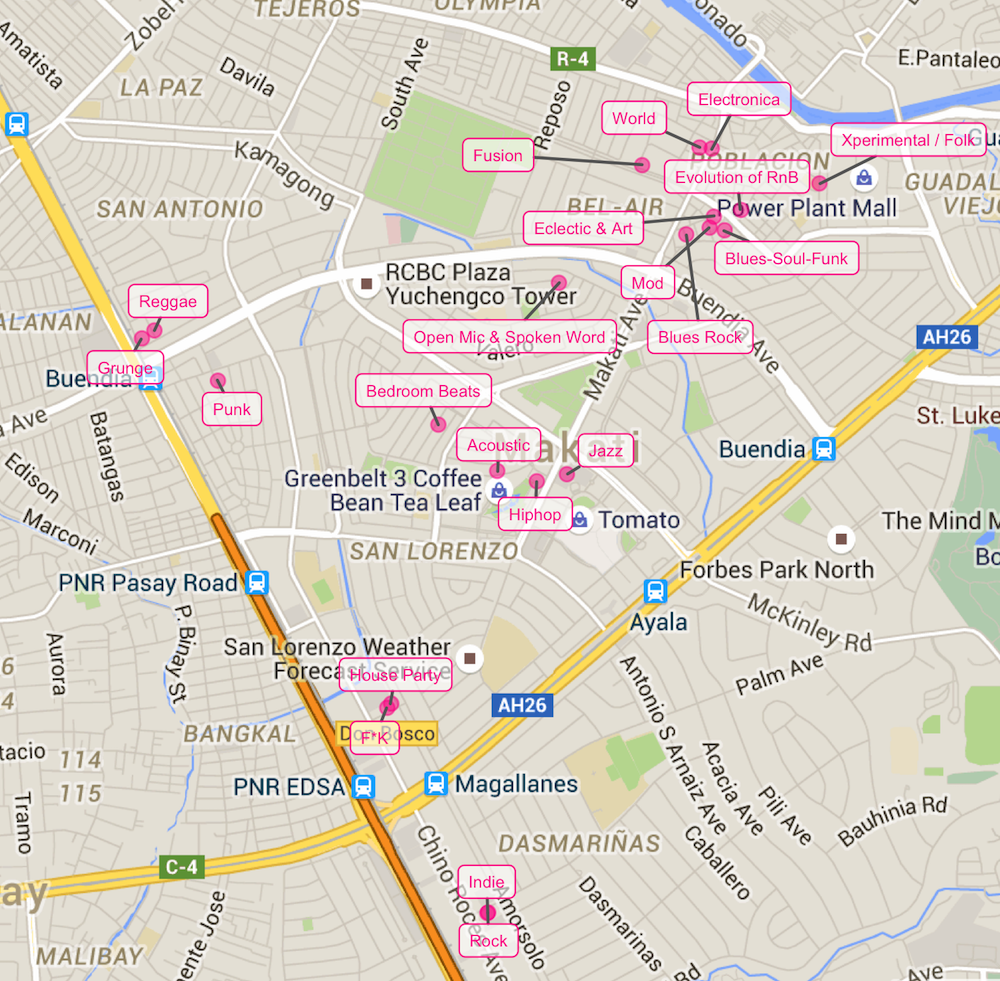 TEJEROS
OLYMPIA
Zobel
Amatista
LA PAZ
Davila
South Ave
R-4
Reposo
E.Pantaleo
Electronica
World
Fusion
POBLACION
Xperimental / Folk
Gua
Kamagong
Evolution of RnB
GUADAL
VIEJO
SAN ANTONIO
BEL-AIR
Power Plant Mall
Eclectic & Art
Blues-Soul-Funk
Mod
RCBC Plaza
Yuchengco Tower
Buendia Ave
Reggae
ALANAN
Open Mic & Spoken Word
Valero
Makati Ave
Blues Rock
AH26
Grunge
Buendia
Punk
a Ave
Bedroom Beats
St. Luke
Batangas
Acoustic
Makati
Jazz
Buendia
Edison
Greenbelt 3 Coffee
Bean Tea Leaf
Hiphop
Tomato
Marconi
The Mind M
Bo
SAN LORENZO
PNR Pasay Road
Forbes Park North
Ayala
McKinley Rd
P. Binay St
Aurora
San Lorenzo Weather
Forecast Service
House Party
Palm Ave
6
4
AH26
Antonio S Arnaiz Ave
BANGKAL
Don Bosco
F*K
tacio
114
115
Acacia Ave
PNR EDSA
Magallanes
Pili Ave
Bauhinia Rd
Tramo
Chino Roces Ave
DASMARIÑAS
Caballero
C-4
ay
Indie
Amorsolo
Dasmarinas Rd
Rock
MALIBAY
ente Jose
Ave